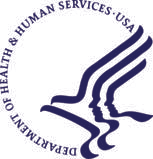 DEPARTMENT OF HEALTH & HUMAN SERVICES · USA